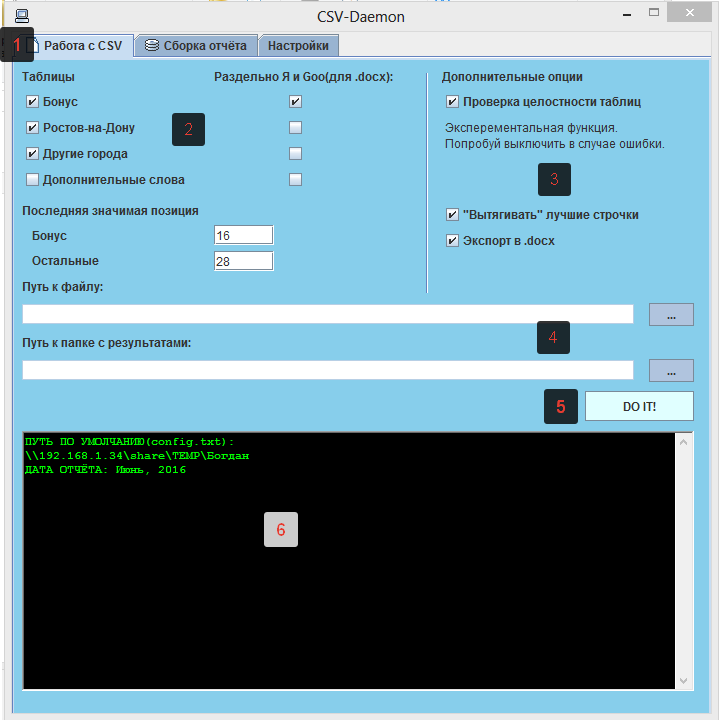 CSV-Daemon
1 Работа с CSV Сборка отчёта Настройки
Таблицы Раздельно Я и Goo(для .docx): Дополнительные опции
Бонус Проверка целостности таблиц
Ростов-на-Дону 2 Эксперементальная функция.
Попробуй выключить в случае ошибки.
Другие города
Дополнительные слова 3
Последняя значимая позиция "Вытягивать" лучшие строчки
Бонус 16 Экспорт в .docx
Остальные 28
Путь к файлу:
...
4
Путь к папке с результатами:
...
5 DO IT!
ПУТЬ ПО УМОЛЧАНИЮ(config.txt):
\\192.168.1.34\share\TEMP\Богдан
ДАТА ОТЧЁТА: Июнь, 2016
6